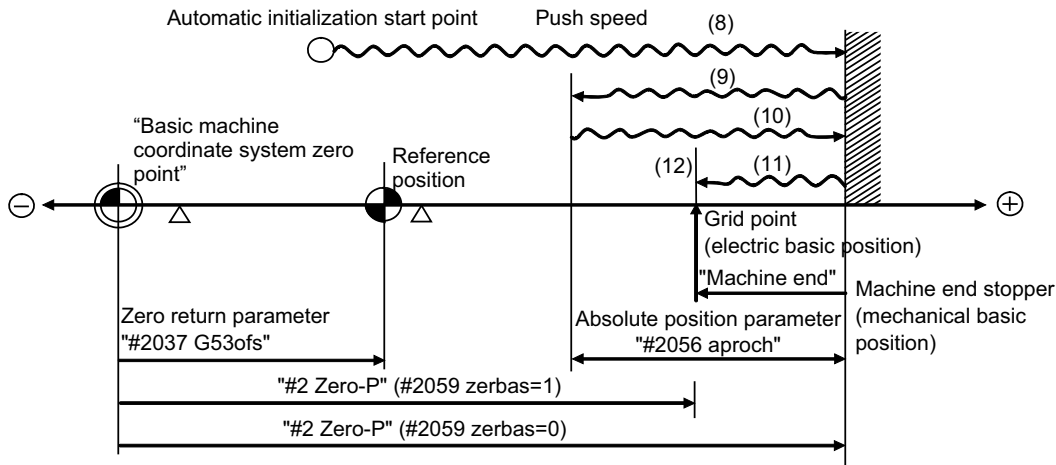 Automatic initialization start point
Push speed
(8)
(9)
(10)
(11)
(12)
“Basic machine
coordinate system zero
point”
Reference
position
Grid point
(electric basic position)
"Machine end"
Machine end stopper
(mechanical basic
position)
Zero return parameter
"#2037 G53ofs"
Absolute position parameter
"#2056 aproch"
"#2 Zero-P" (#2059 zerbas=1)
"#2 Zero-P" (#2059 zerbas=0)